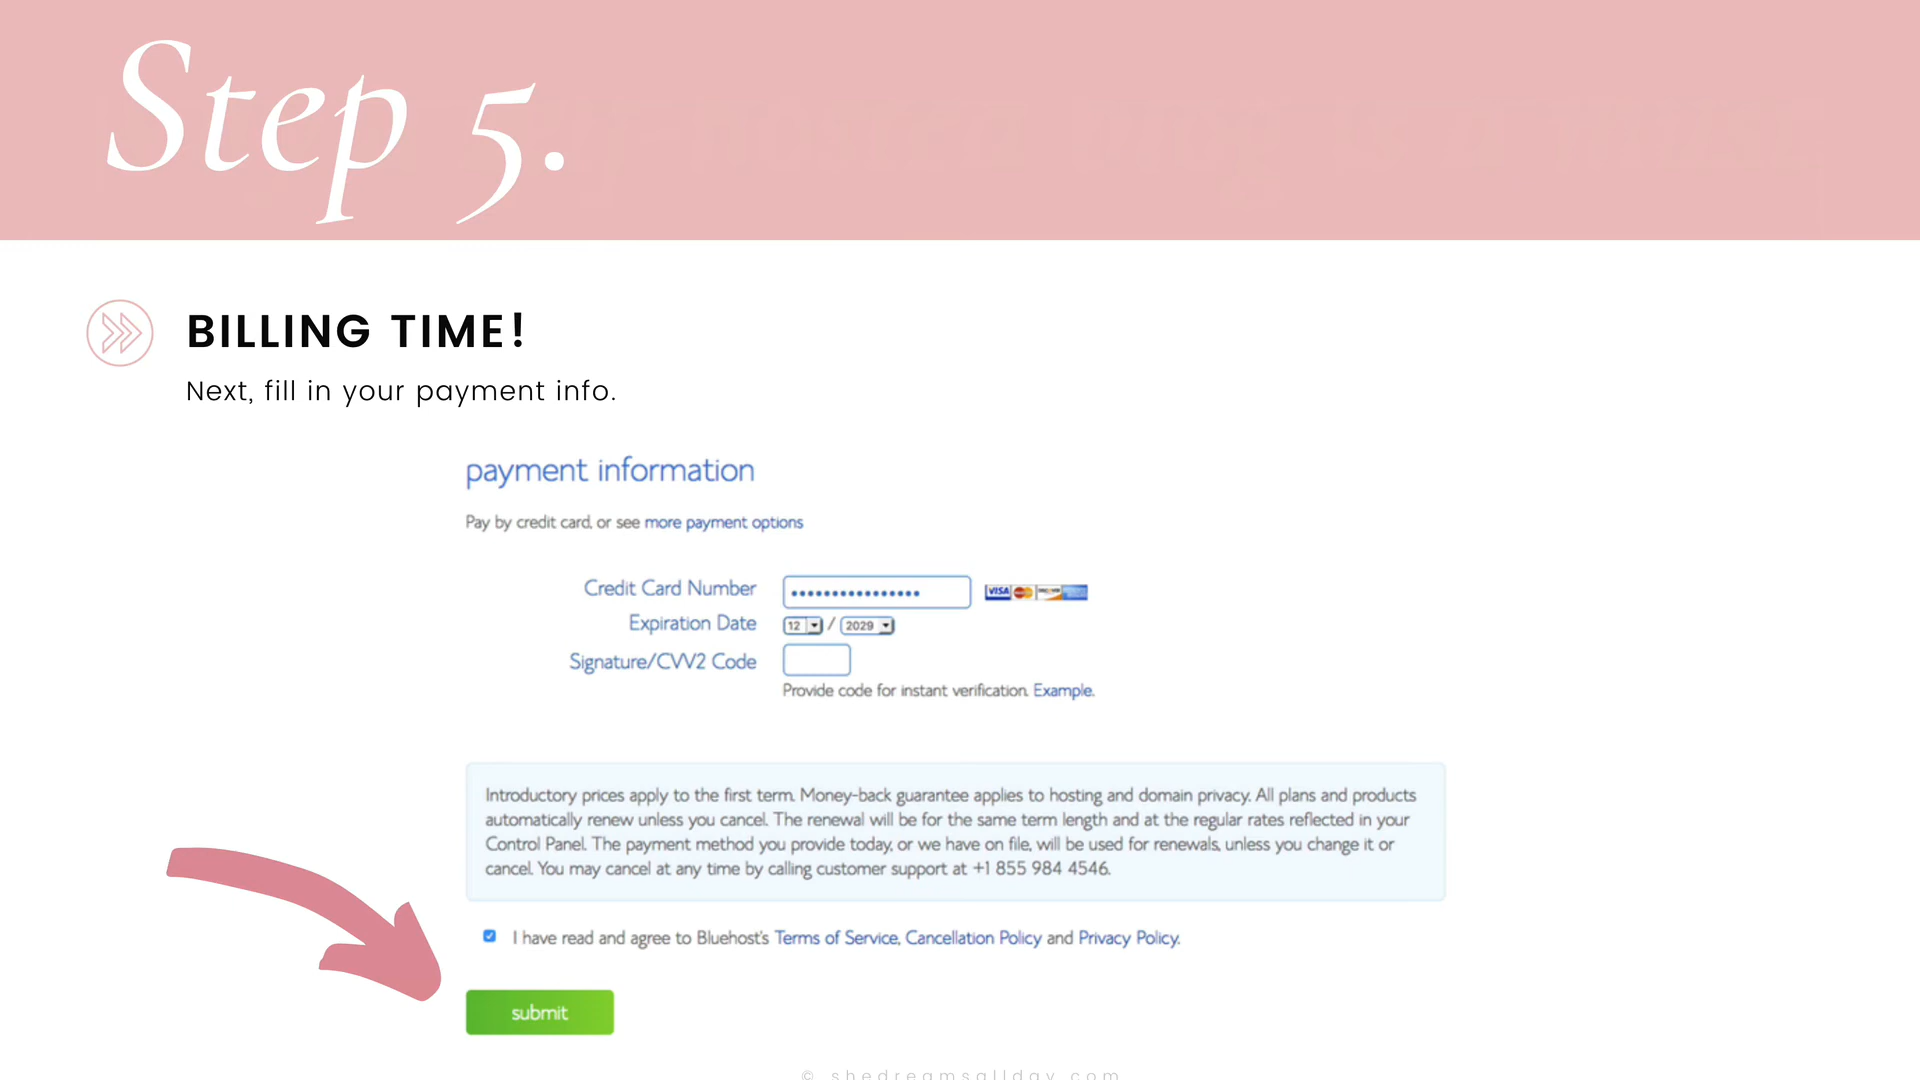 Step 5.
BILLING TIME!
Next, fill in your payment info.
payment information
Pay by credit card, or see more payment options
Credit Card Number
VISA
Expiration Date 12 / 2029
Signature/CVV2 Code
Provide code for instant verification. Example.
Introductory prices apply to the first term. Money-back guarantee applies to hosting and domain privacy. All plans and products
automatically renew unless you cancel. The renewal will be for the same term length and at the regular rates reflected in your
Control Panel. The payment method you provide today, or we have on file, will be used for renewals, unless you change it or
cancel. You may cancel at any time by calling customer support at +1 855 984 4546.
I have read and agree to Bluehost's Terms of Service, Cancellation Policy and Privacy Policy.
submit
© shedreamsallday.com